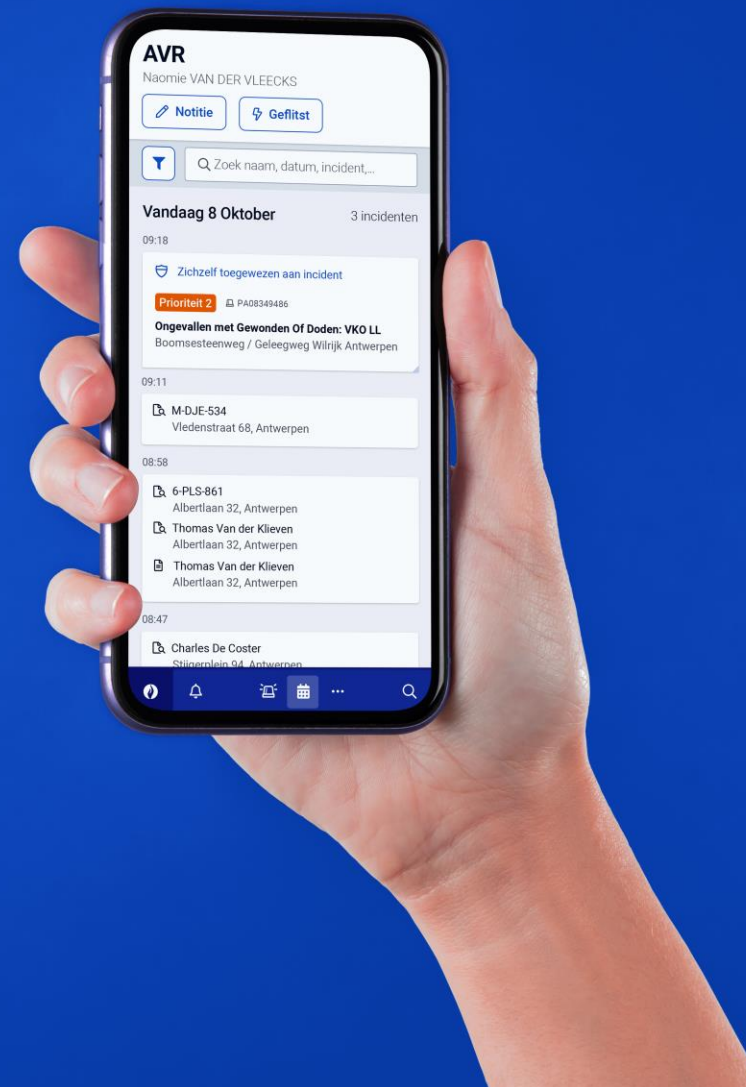 AVR
Naomie VAN DER VLEECKS
Notitie
Geflitst
Zoek naam, datum, incident,...
Vandaag 8 Oktober
3 incidenten
09:18
Zichzelf toegewezen aan incident
Prioriteit 2
PA08349486
Ongevallen met Gewonden Of Doden: VKO LL
Boomsesteenweg / Geleegweg Wilrijk Antwerpen
09:11
M-DJE-534
Vledenstraat 68, Antwerpen
08:58
6-PLS-861
Albertlaan 32, Antwerpen
Thomas Van der Klieven
Albertlaan 32, Antwerpen
Thomas Van der Klieven
Albertlaan 32, Antwerpen
08:47
Charles De Coster
Stijgerplein 94, Antwerpen